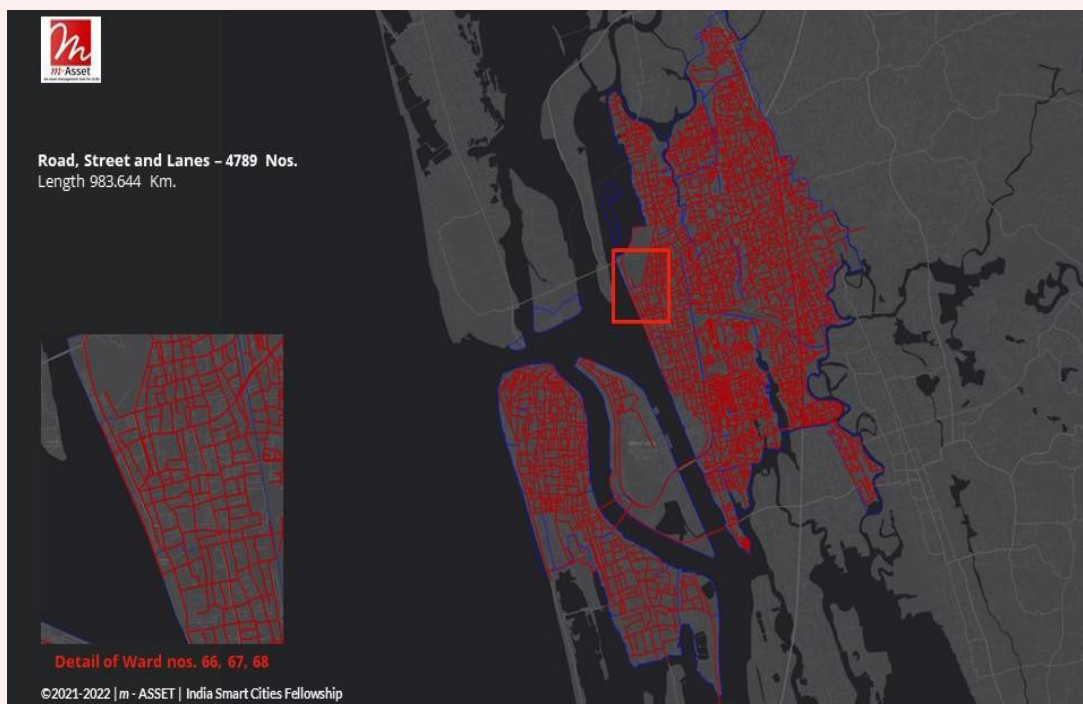 m
m-Asset
Road, Street and Lanes – 4789 Nos.
Length 983.644 Km.
Detail of Ward nos. 66, 67, 68
©2021-2022 | m - ASSET | India Smart Cities Fellowship